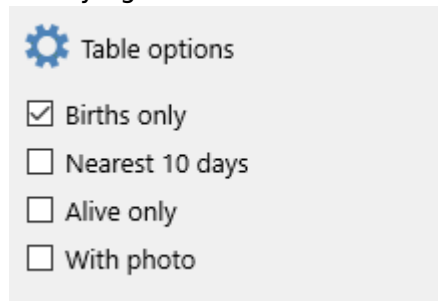 Table options
Births only
Nearest 10 days
Alive only
With photo